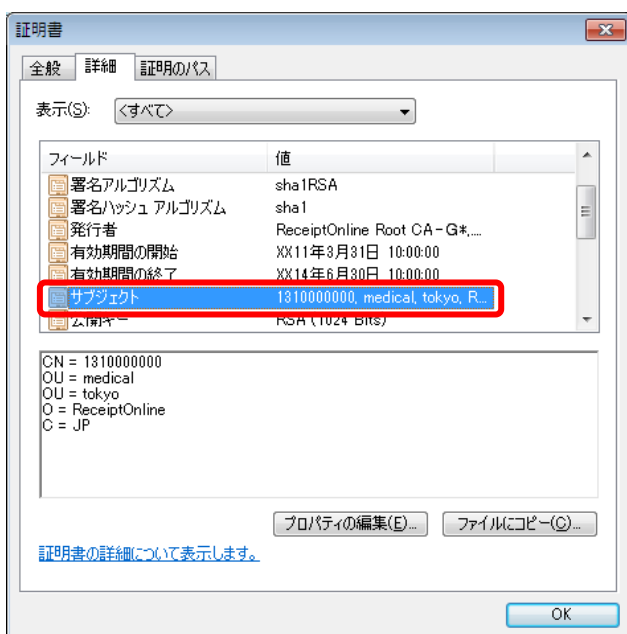 証明書
全般 詳細 証明のパス
表示(S): <すべて>
フィールド 値
署名アルゴリズム sha1RSA
署名ハッシュ アルゴリズム sha1
発行者 ReceiptOnline Root CA-G*,...
有効期間の開始 XX11年3月31日 10:00:00
有効期間の終了 XX14年6月30日 10:00:00
サブジェクト 1310000000, medical, tokyo, R...
公開キー RSA (1024 Bits)
CN = 1310000000
OU = medical
OU = tokyo
O = ReceiptOnline
C = JP
プロパティの編集(E)... ファイルにコピー(C)...
証明書の詳細について表示します。
OK